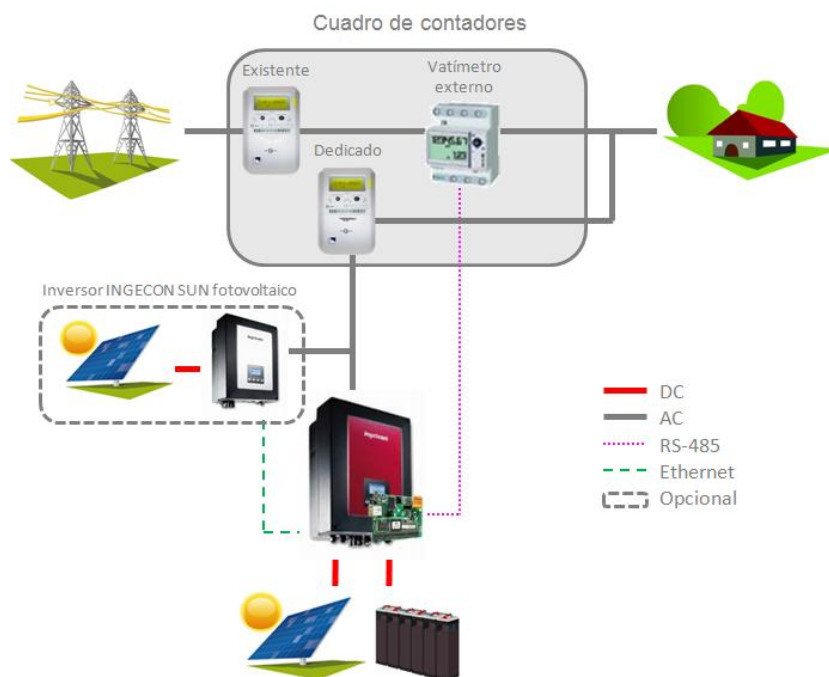 Cuadro de contadores
Existente
Vatímetro
externo
Dedicado
Inversor INGECON SUN fotovoltaico
DC
AC
RS-485
Ethernet
Opcional